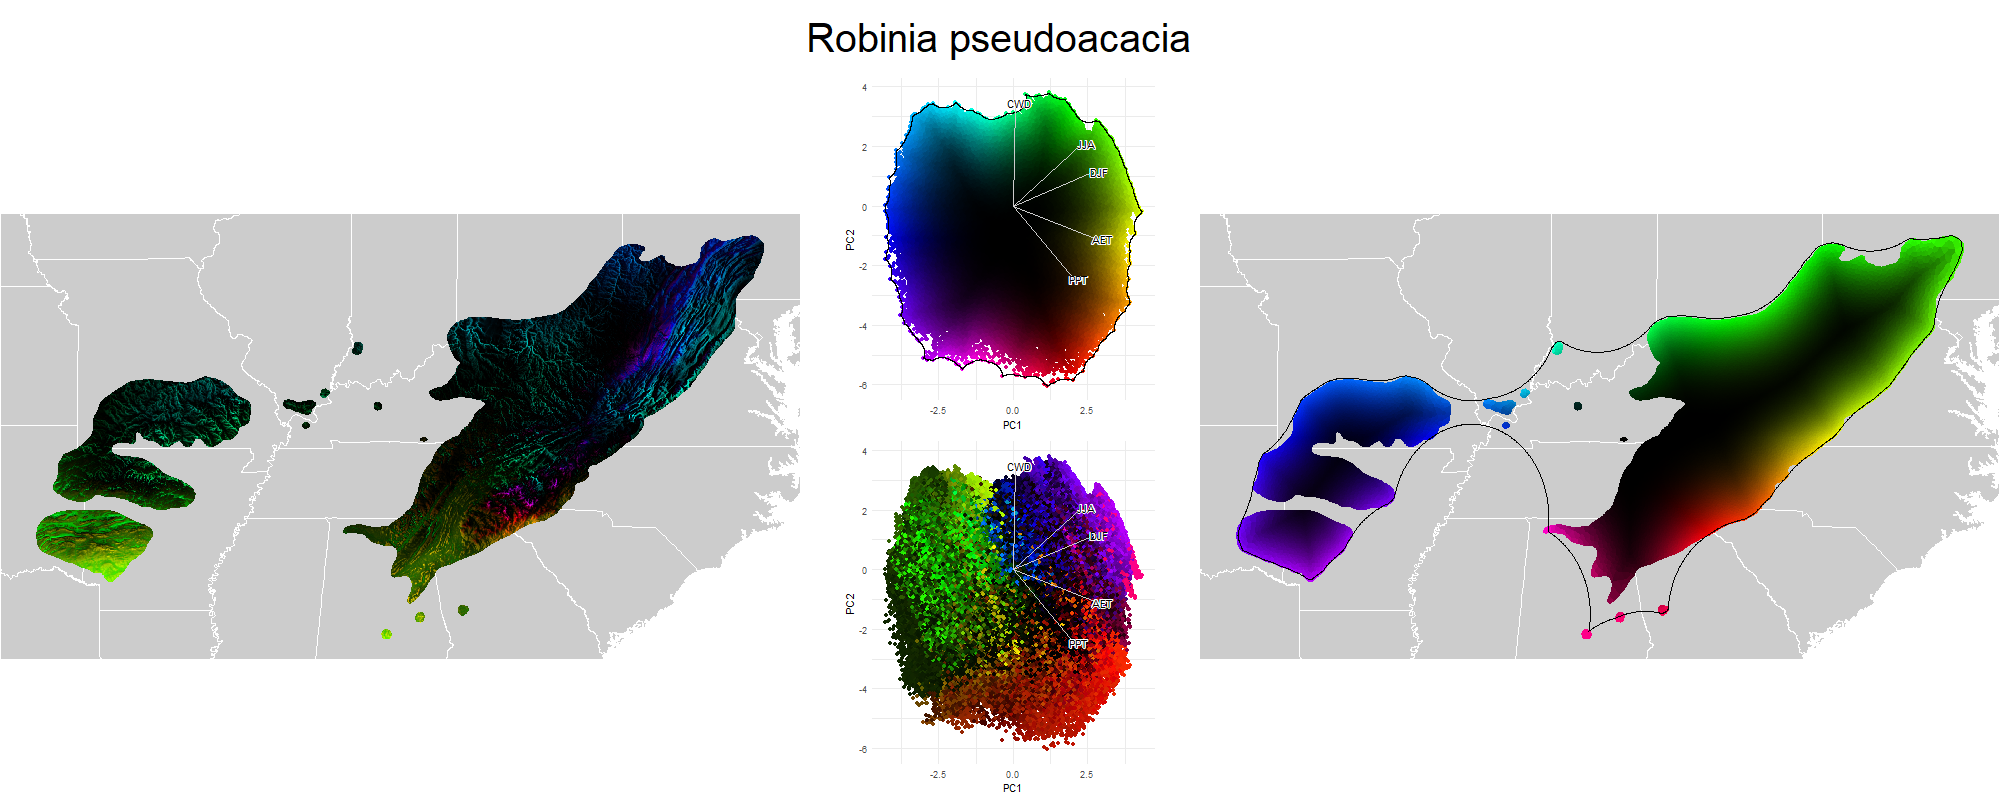 Robinia pseudoacacia
4
CWD
JJA
2
DJF
0
PC2
AET
-2
PPT
-4
-6
-2.5 0.0 2.5
PC1
4
CWD
JJA
2
DJF
0
PC2
AET
-2
PPT
-4
-6
-2.5 0.0 2.5
PC1